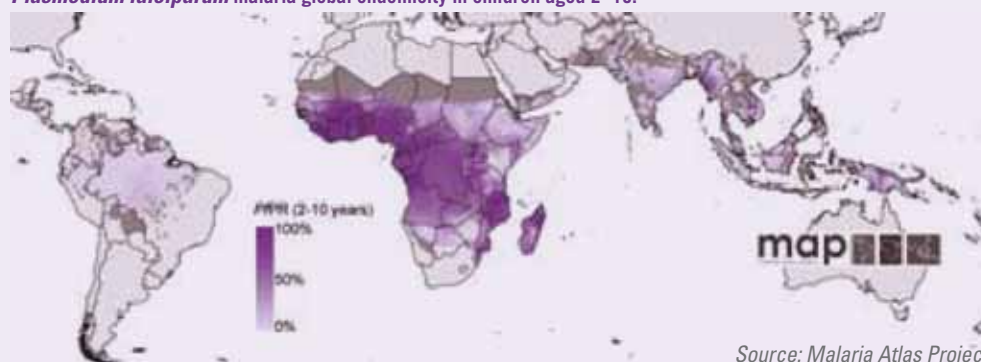 Plasmodium falciparum malaria global endemicity in children aged 2–10.
PfPR (2-10 years)
100%
50%
0%
map
Source: Malaria Atlas Projec